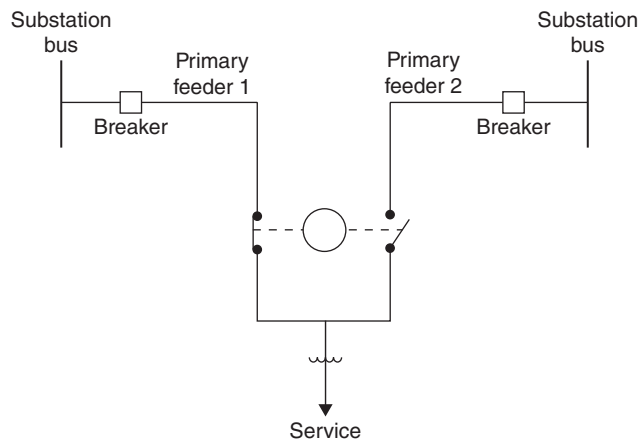 Substation
bus
Substation
bus
Primary
feeder 1
Primary
feeder 2
Breaker
Breaker
Service